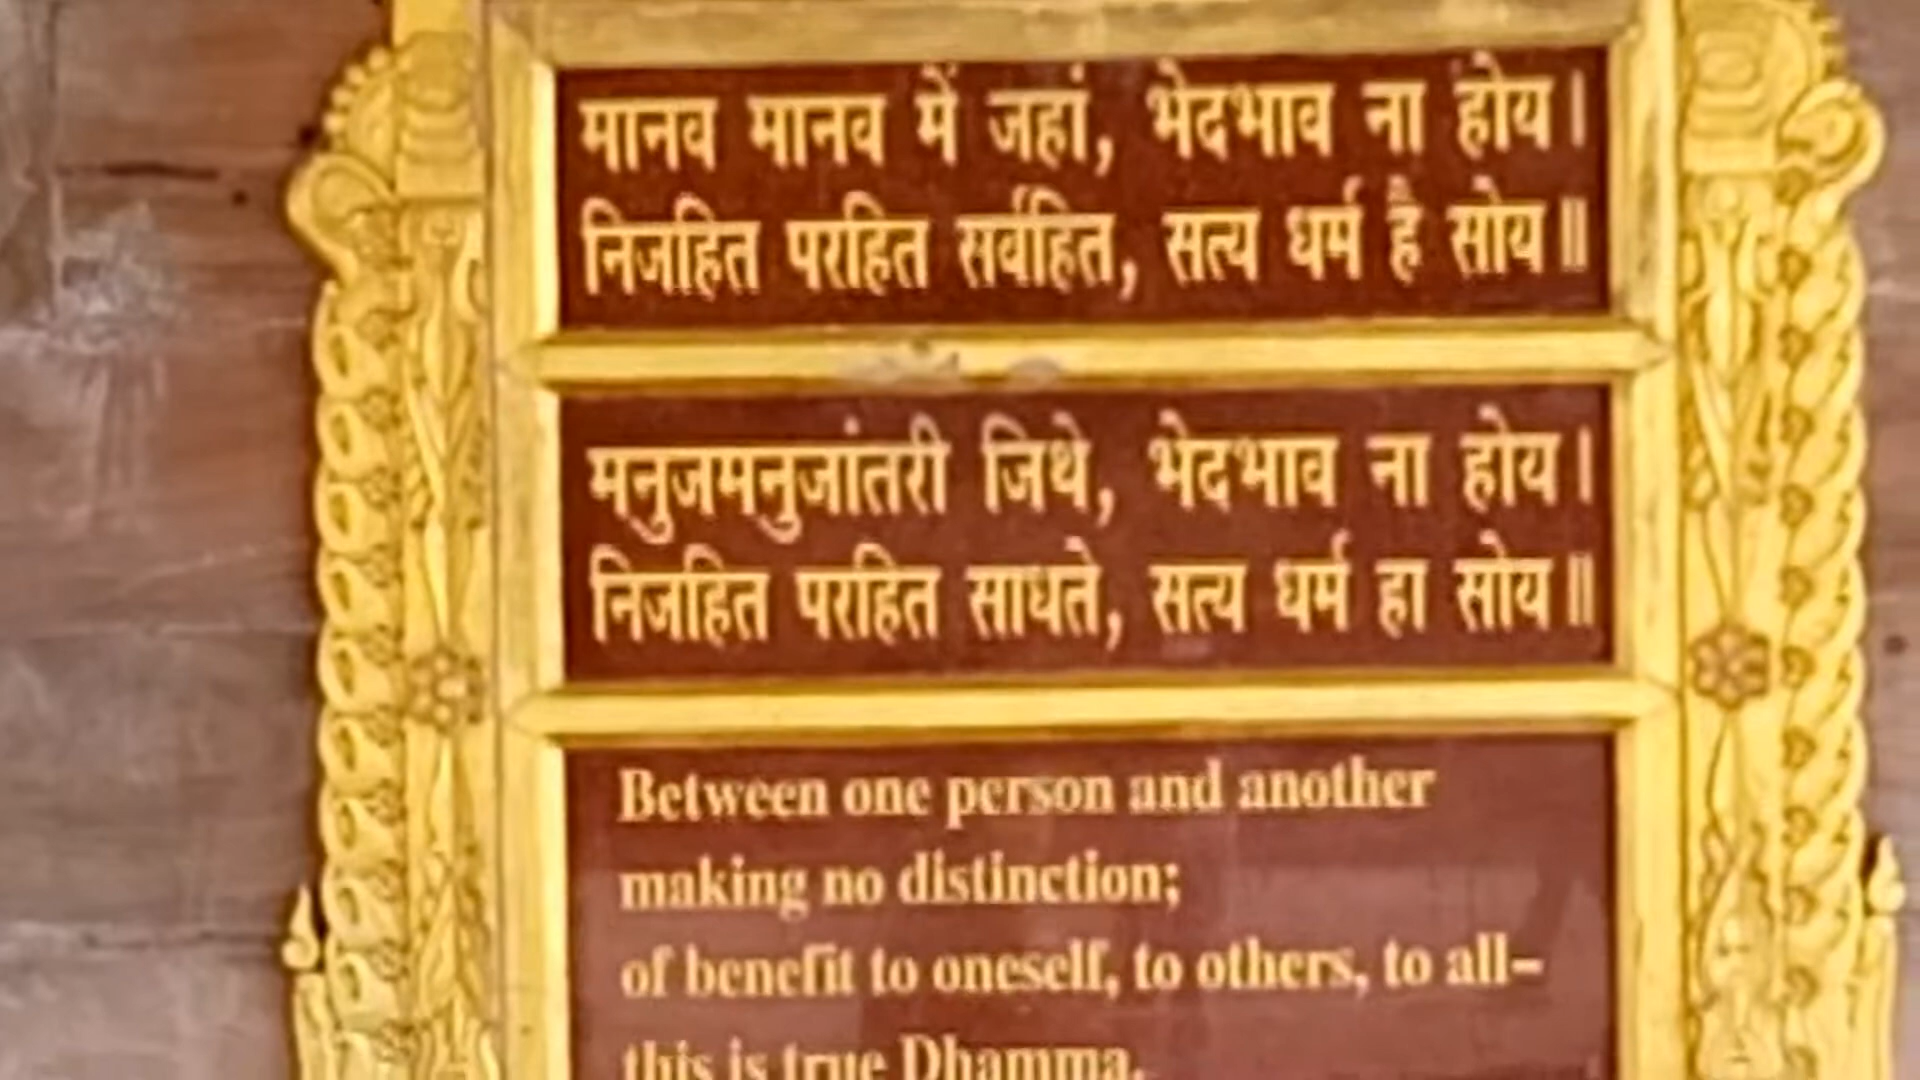 मानव मानव में जहां, भेदभाव ना होय।
निजहित परहित सर्वहित, सत्य धर्म है सोय॥
मनुजमनुजांतरी जिथे, भेदभाव ना होय।
निजहित परहित साधते, सत्य धर्म हा सोय॥
Between one person and another
making no distinction;
of benefit to oneself, to others, to all–
this is true Dhamma.